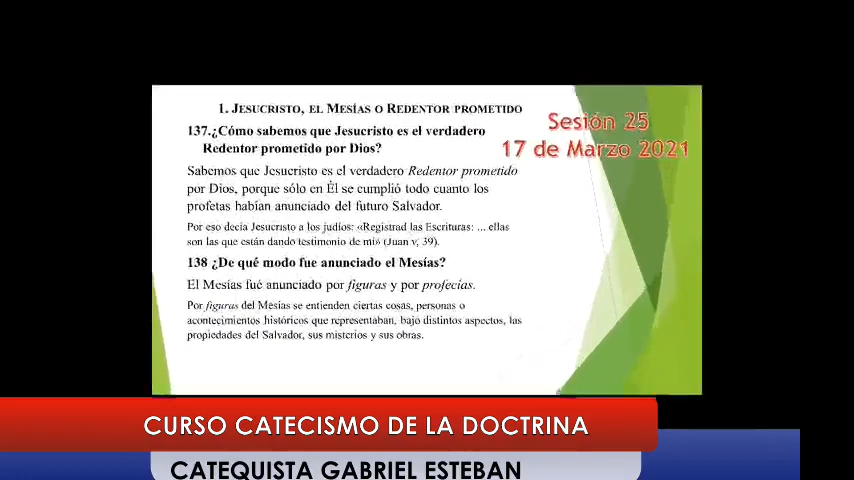 1. JESUCRISTO, EL MESÍAS O REDENTOR PROMETIDO
137.¿Cómo sabemos que Jesucristo es el verdadero
Redentor prometido por Dios?
Sabemos que Jesucristo es el verdadero Redentor prometido
por Dios, porque sólo en Él se cumplió todo cuanto los
profetas habían anunciado del futuro Salvador.
Por eso decía Jesucristo a los judíos: «Registrad las Escrituras: ... ellas
son las que están dando testimonio de mi» (Juan v, 39).
138 ¿De qué modo fue anunciado el Mesías?
El Mesías fué anunciado por figuras y por profecías.
Por figuras del Mesías se entienden ciertas cosas, personas o
acontecimientos históricos que representaban, bajo distintos aspectos, las
propiedades del Salvador, sus misterios y sus obras.
Sesión 25
17 de Marzo 2021
CURSO CATECISMO DE LA DOCTRINA
CATEQUISTA GABRIEL ESTEBAN